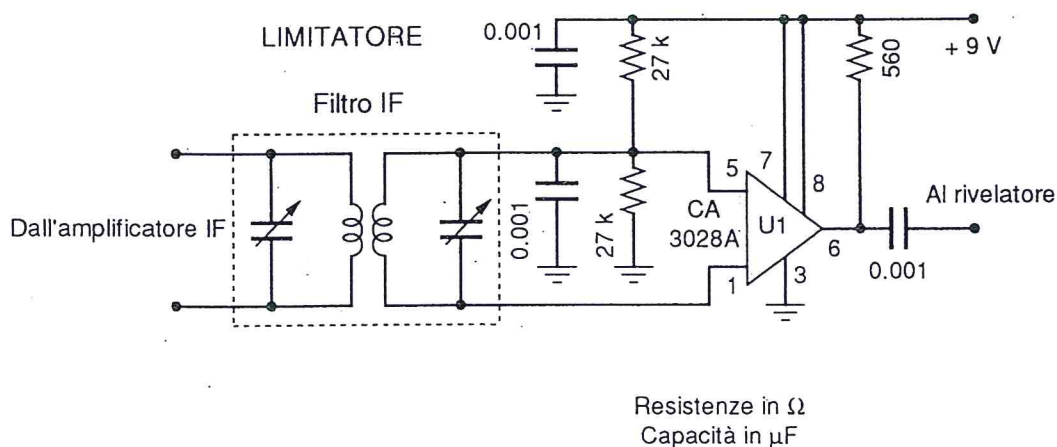 LIMITATORE
0.001
27 k
560
+ 9 V
Filtro IF
Dall'amplificatore IF
0.001
27 k
5
7
8
CA
3028A
U1
1
3
6
0.001
Al rivelatore
Resistenze in Ω
Capacità in µF